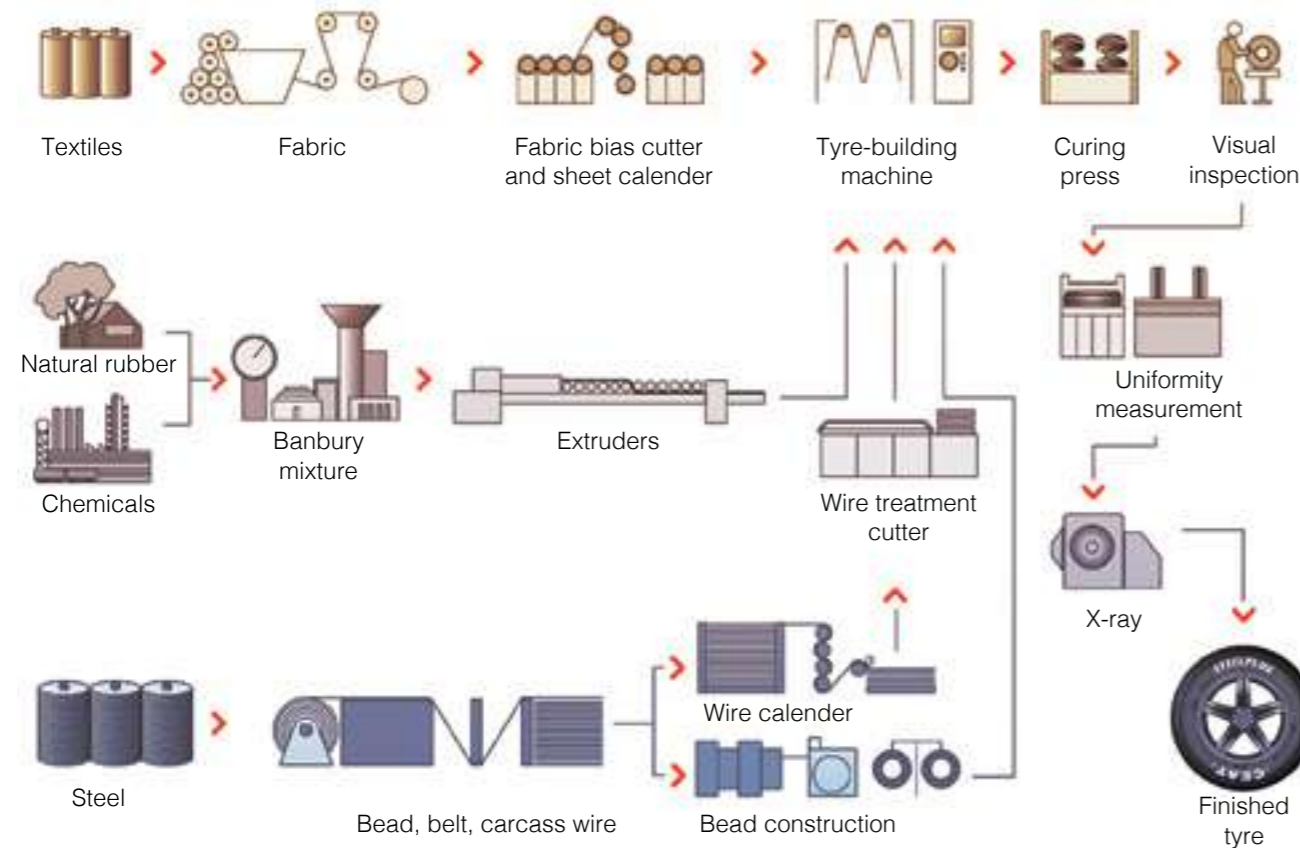 Textiles
Fabric
Fabric bias cutter
and sheet calender
Tyre-building
machine
Curing
press
Visual
inspection
Natural rubber
Chemicals
Banbury
mixture
Extruders
Wire treatment
cutter
Uniformity
measurement
X-ray
Steel
Bead, belt, carcass wire
Wire calender
Bead construction
STEELPLUS
CEAT
Finished
tyre